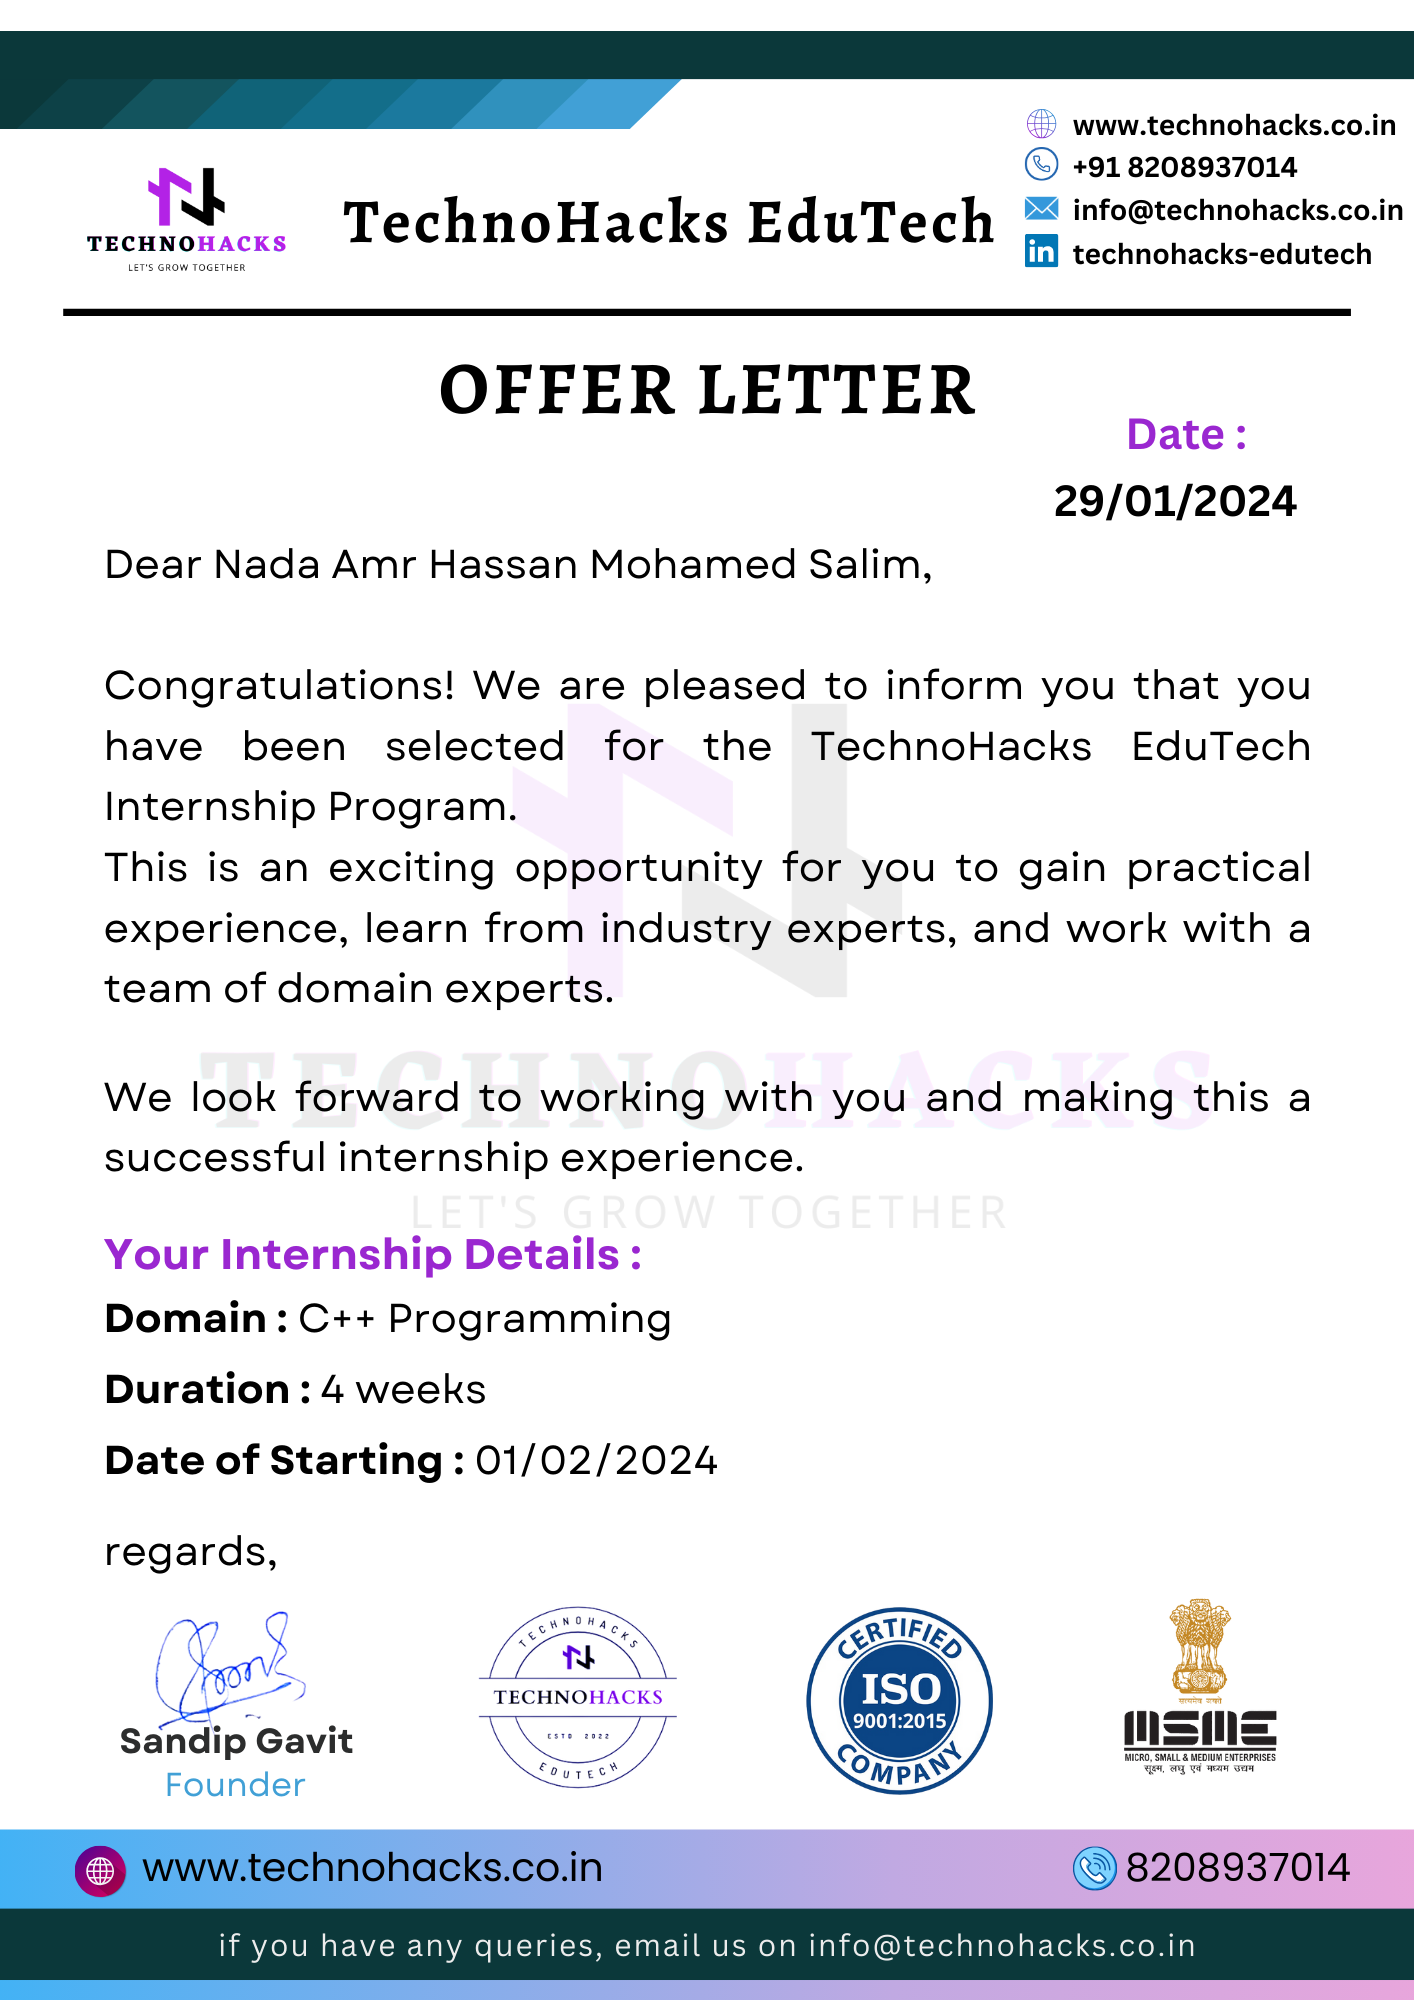 www.technohacks.co.in
+91 8208937014
info@technohacks.co.in
technohacks-edutech
TECHNOHACKS
LET'S GROW TOGETHER
TechnoHacks EduTech
OFFER LETTER
Date :
29/01/2024
Dear Nada Amr Hassan Mohamed Salim,
Congratulations! We are pleased to inform you that you
have been selected for the TechnoHacks EduTech
Internship Program.
This is an exciting opportunity for you to gain practical
experience, learn from industry experts, and work with a
team of domain experts.
TECHNOHACKS
We look forward to working with you and making this a
successful internship experience.
LET'S GROW TOGETHER
Your Internship Details :
Domain : C++ Programming
Duration : 4 weeks
Date of Starting : 01/02/2024
regards,
Sandip Gavit
Founder
TECHNOHACKS
TECHNOHACKS
ESTD 2022
EDUTECH
CERTIFIED
ISO
9001:2015
COMPANY
सत्यमेव जयते
MSME
MICRO, SMALL & MEDIUM ENTERPRISES
सूक्ष्म, लघु एवं मध्यम उद्यम
www.technohacks.co.in
8208937014
if you have any queries, email us on info@technohacks.co.in